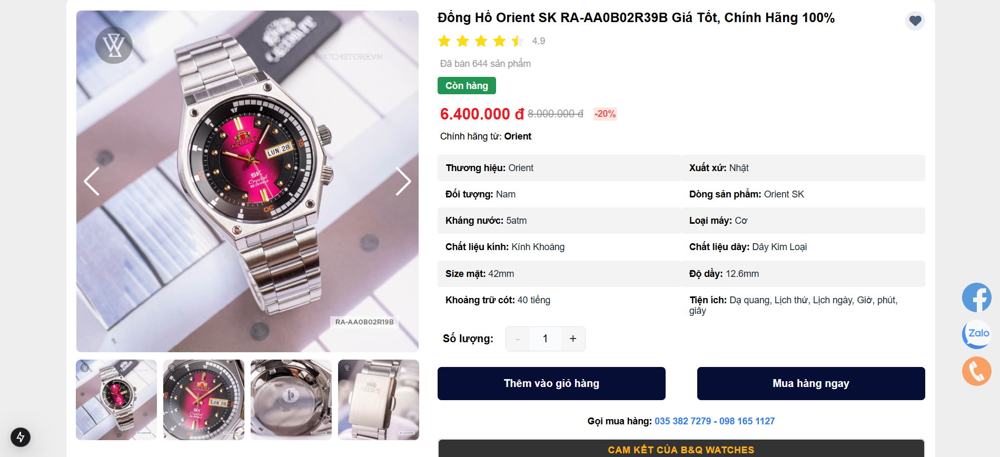 WATCHSTORE.VN
ORIENT
LUN 28
SK
Crystal
RA-AA0B02R19B
Đồng Hồ Orient SK RA-AA0B02R39B Giá Tốt, Chính Hãng 100%
4.9
Đã bán 644 sản phẩm
Còn hàng
6.400.000 đ 8.000.000 đ -20%
Chính hãng từ: Orient
Thương hiệu: Orient
Xuất xứ: Nhật
Đối tượng: Nam
Dòng sản phẩm: Orient SK
Kháng nước: 5atm
Loại máy: Cơ
Chất liệu kính: Kính Khoáng
Chất liệu dây: Dây Kim Loại
Size mặt: 42mm
Độ dầy: 12.6mm
Khoảng trữ cót: 40 tiếng
Tiện ích: Dạ quang, Lịch thứ, Lịch ngày, Giờ, phút,
giây
Số lượng: - 1 +
Thêm vào giỏ hàng
Mua hàng ngay
Gọi mua hàng: 035 382 7279 - 098 165 1127
CAM KẾT CỦA B&Q WATCHES
Zalo